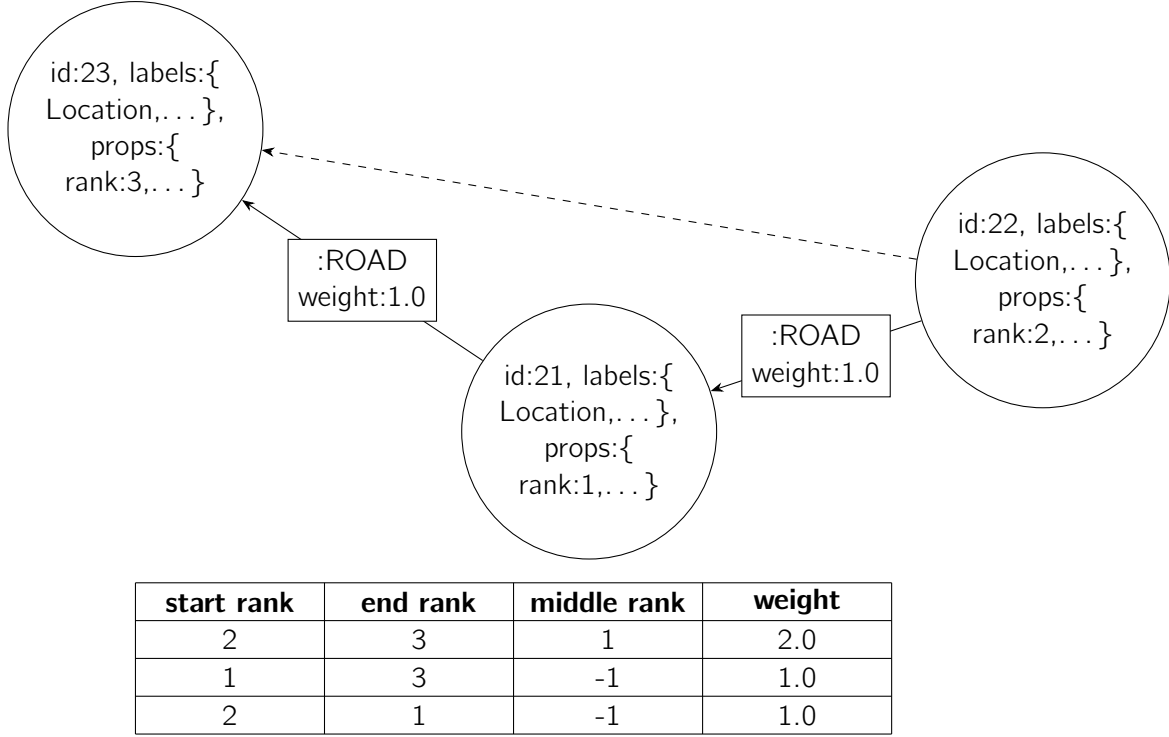 id:23, labels:{
Location,. . . },
props:{
rank:3,. . . }
:ROAD
weight:1.0
id:22, labels:{
Location,. . . },
props:{
rank:2,. . . }
:ROAD
weight:1.0
id:21, labels:{
Location,. . . },
props:{
rank:1,. . . }
start rank end rank middle rank weight
2 3 1 2.0
1 3 -1 1.0
2 1 -1 1.0